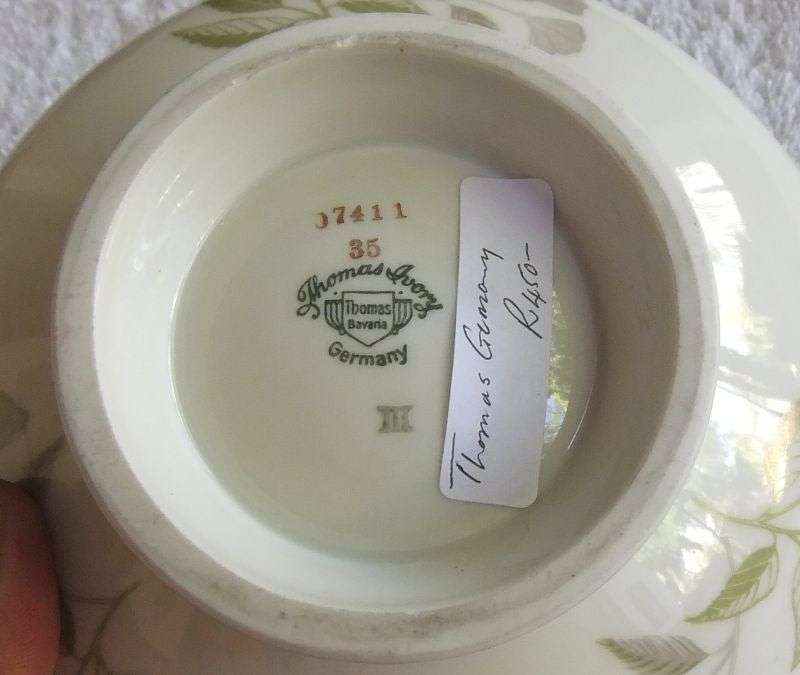 07411
35
Thomas Ivory
Thomas
Bavaria
Germany
III
Thomas Germany
R450-